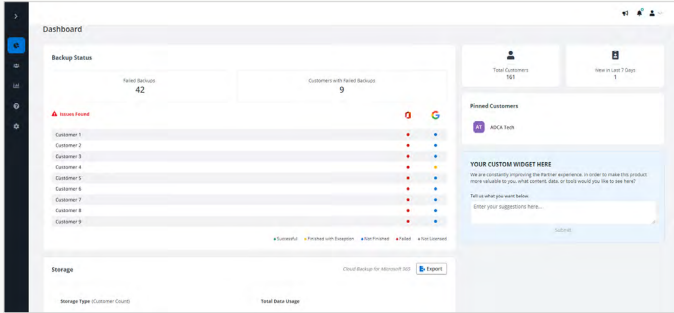 Dashboard
Backup Status
Failed Backups
42
Customers with Failed Backups
9
Issues Found
Customer 1
Customer 2
Customer 3
Customer 4
Customer 5
Customer 6
Customer 7
Customer 8
Customer 9
Successful Finished with Exception Not Finished Failed Not Licensed
Storage
Cloud Backup for Microsoft 365
Export
Storage Type (Customer Count)
Total Data Usage
Total Customers
161
New in Last 7 Days
1
Pinned Customers
AT ADCA Tech
YOUR CUSTOM WIDGET HERE
We are constantly improving the Partner experience. In order to make this product
more valuable to you, what content, data, or tools would you like to see here?
Tell us what you want below:
Enter your suggestions here...
Submit